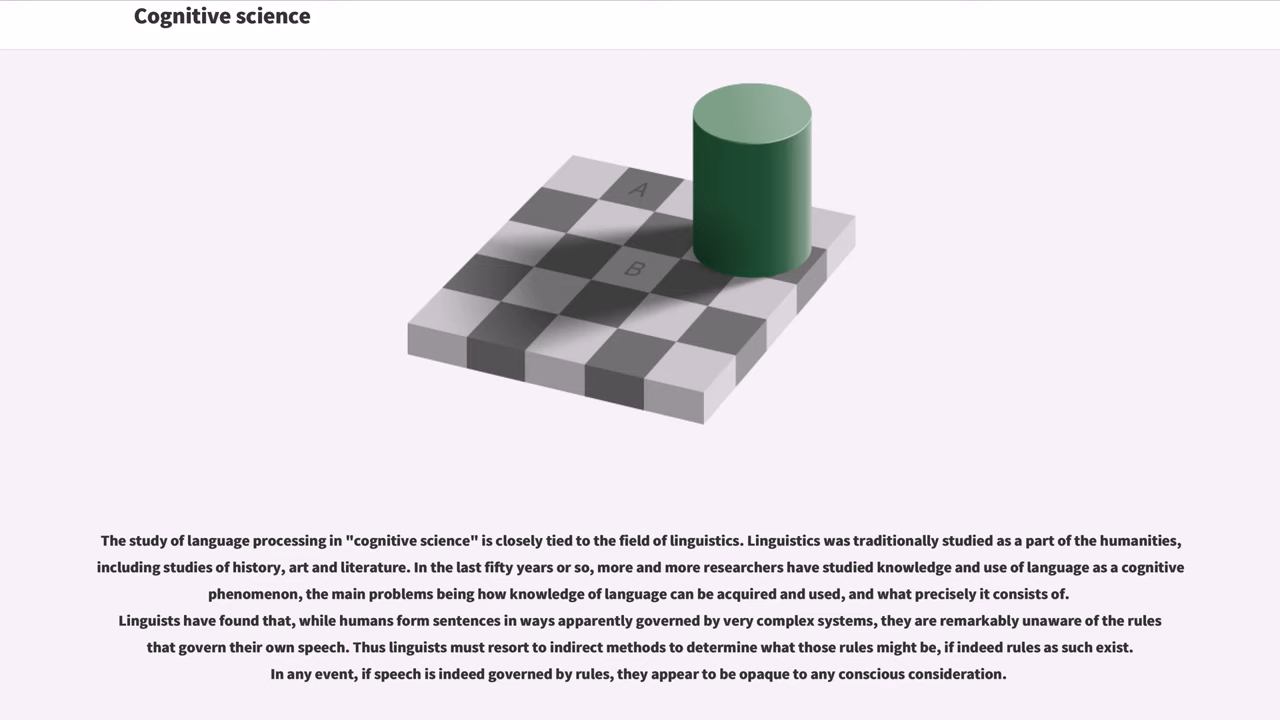 Cognitive science
A
B
The study of language processing in "cognitive science" is closely tied to the field of linguistics. Linguistics was traditionally studied as a part of the humanities,
including studies of history, art and literature. In the last fifty years or so, more and more researchers have studied knowledge and use of language as a cognitive
phenomenon, the main problems being how knowledge of language can be acquired and used, and what precisely it consists of.
Linguists have found that, while humans form sentences in ways apparently governed by very complex systems, they are remarkably unaware of the rules
that govern their own speech. Thus linguists must resort to indirect methods to determine what those rules might be, if indeed rules as such exist.
In any event, if speech is indeed governed by rules, they appear to be opaque to any conscious consideration.